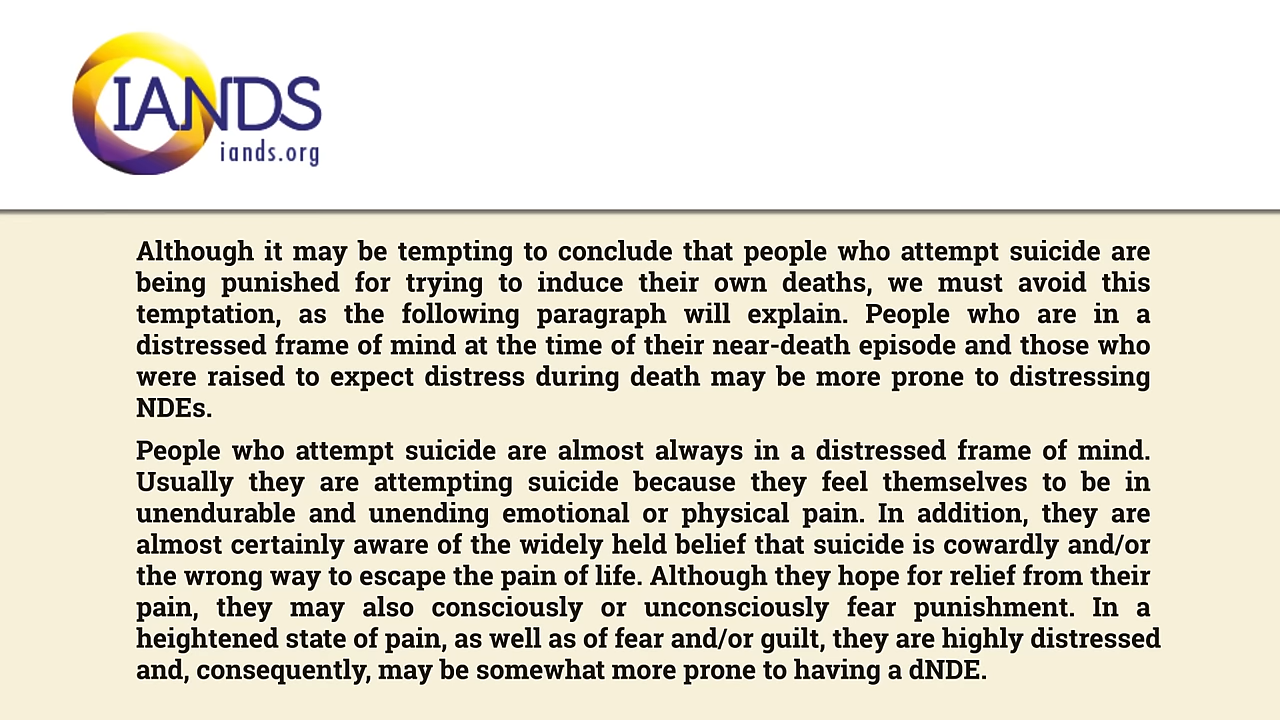 IANDS
iands.org
Although it may be tempting to conclude that people who attempt suicide are
being punished for trying to induce their own deaths, we must avoid this
temptation, as the following paragraph will explain. People who are in a
distressed frame of mind at the time of their near-death episode and those who
were raised to expect distress during death may be more prone to distressing
NDEs.
People who attempt suicide are almost always in a distressed frame of mind.
Usually they are attempting suicide because they feel themselves to be in
unendurable and unending emotional or physical pain. In addition, they are
almost certainly aware of the widely held belief that suicide is cowardly and/or
the wrong way to escape the pain of life. Although they hope for relief from their
pain, they may also consciously or unconsciously fear punishment. In a
heightened state of pain, as well as of fear and/or guilt, they are highly distressed
and, consequently, may be somewhat more prone to having a dNDE.